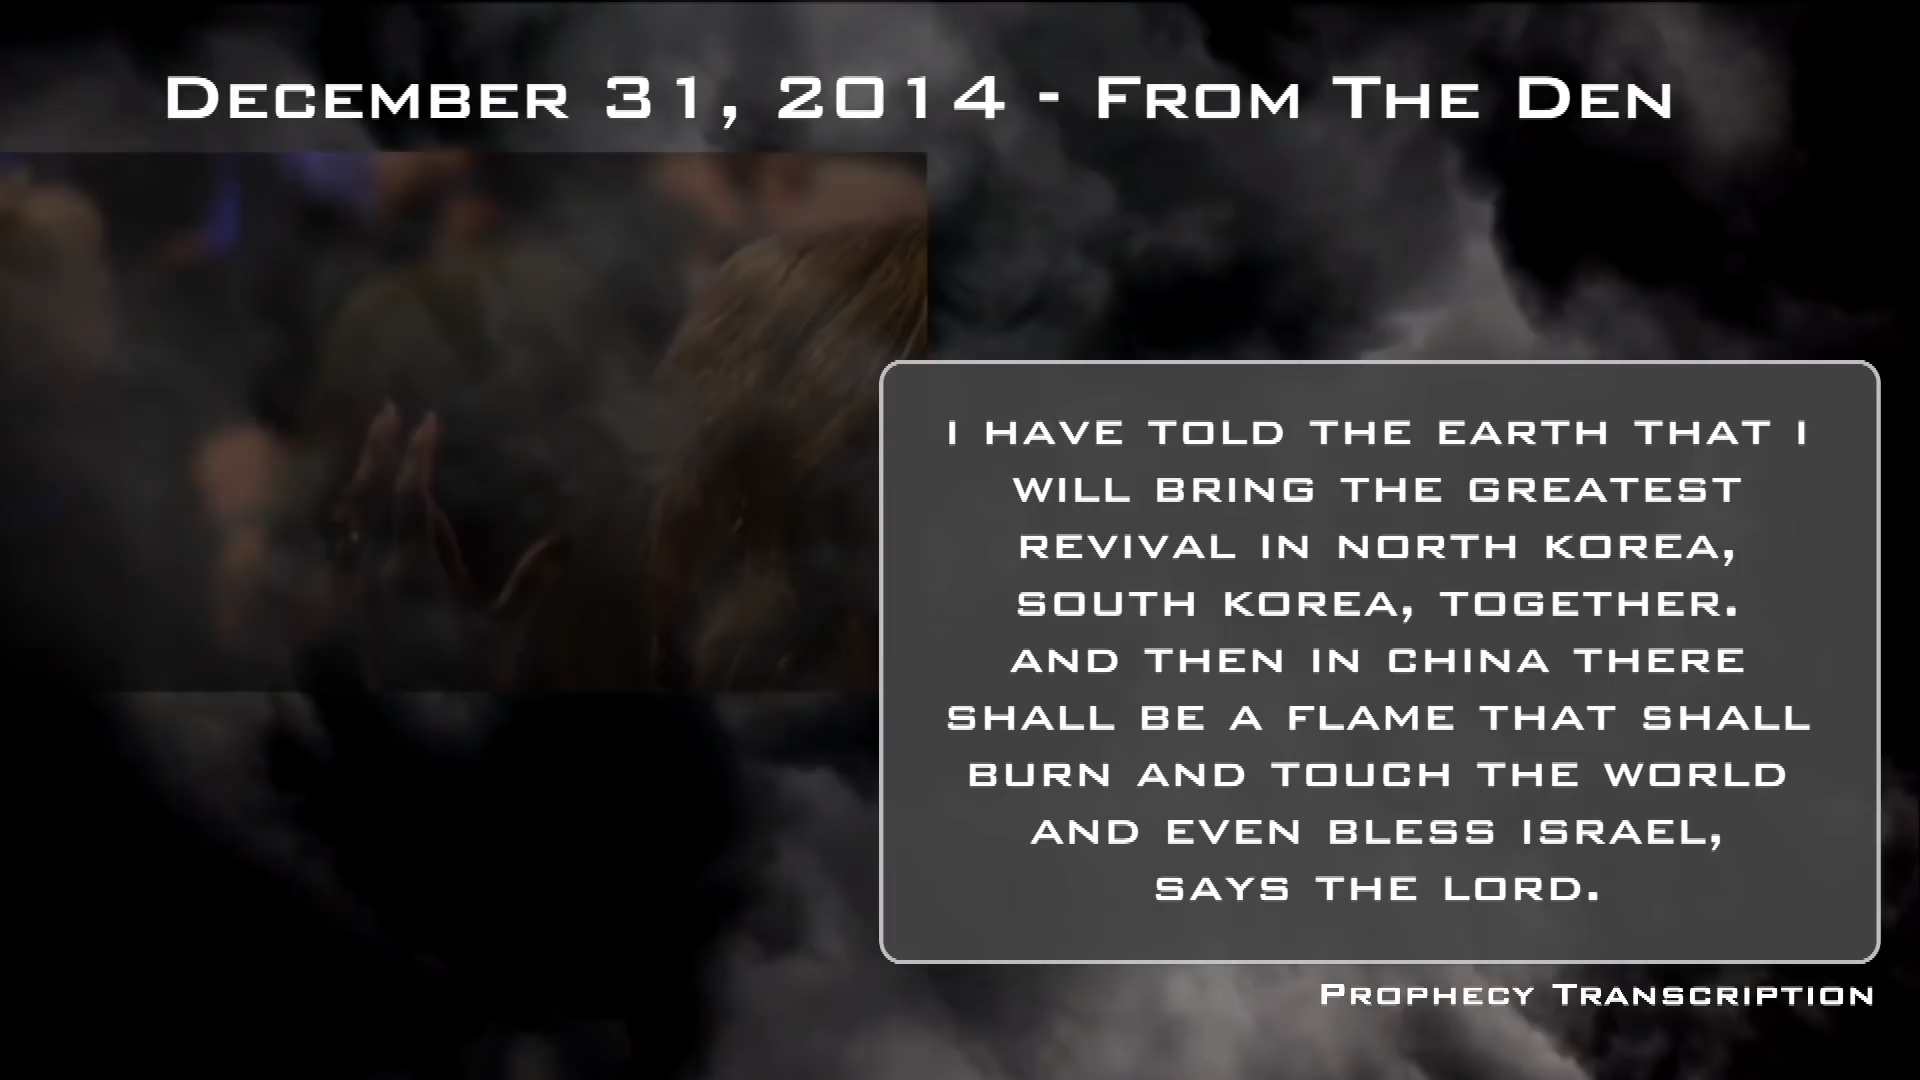 December 31, 2014 - From The Den
I HAVE TOLD THE EARTH THAT I
WILL BRING THE GREATEST
REVIVAL IN NORTH KOREA,
SOUTH KOREA, TOGETHER.
AND THEN IN CHINA THERE
SHALL BE A FLAME THAT SHALL
BURN AND TOUCH THE WORLD
AND EVEN BLESS ISRAEL,
SAYS THE LORD.
Prophecy Transcription